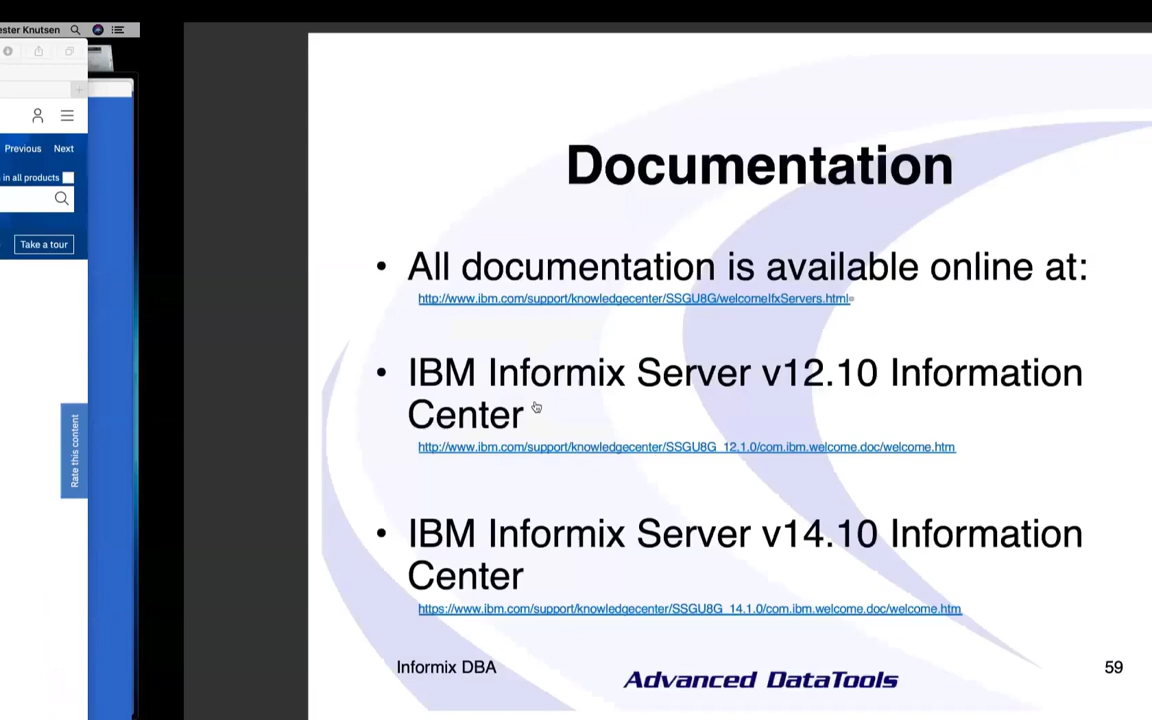 ester Knutsen
Previous Next
in all products
Take a tour
Rate this content
Documentation
• All documentation is available online at:
http://www.ibm.com/support/knowledgecenter/SSGU8G/welcomeIfxServers.html
• IBM Informix Server v12.10 Information
Center
http://www.ibm.com/support/knowledgecenter/SSGU8G_12.1.0/com.ibm.welcome.doc/welcome.htm
• IBM Informix Server v14.10 Information
Center
https://www.ibm.com/support/knowledgecenter/SSGU8G_14.1.0/com.ibm.welcome.doc/welcome.htm
Informix DBA
Advanced DataTools
59